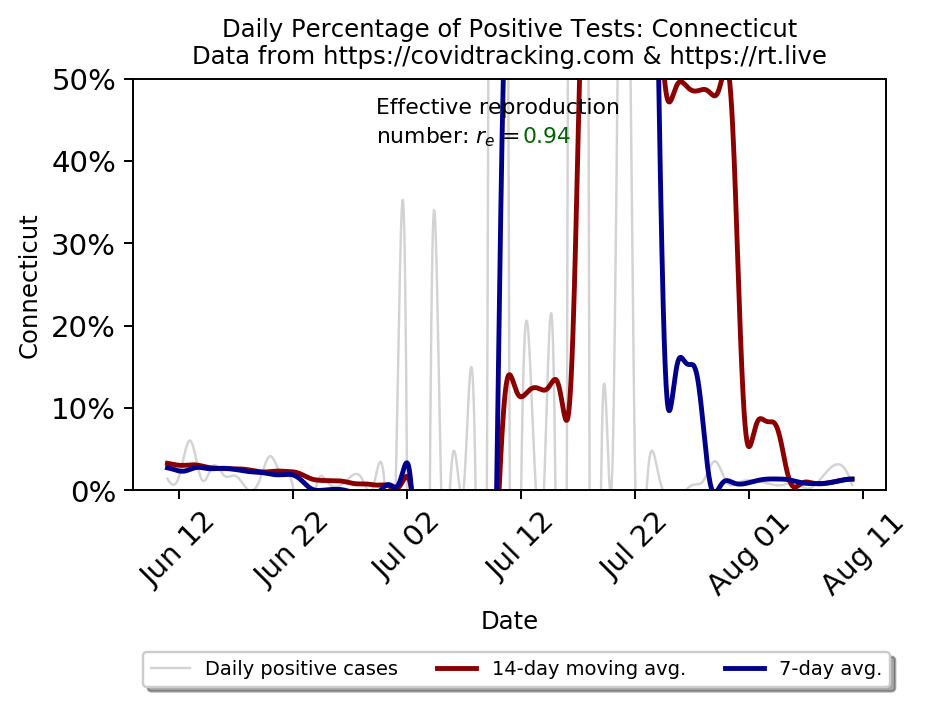 Daily Percentage of Positive Tests: Connecticut
Data from https://covidtracking.com & https://rt.live
50%
40%
30%
20%
10%
0%
Connecticut
Effective reproduction
number: rₑ =0.94
Jun 12
Jun 22
Jul 02
Jul 12
Jul 22
Aug 01
Aug 11
Date
Daily positive cases
14-day moving avg.
7-day avg.